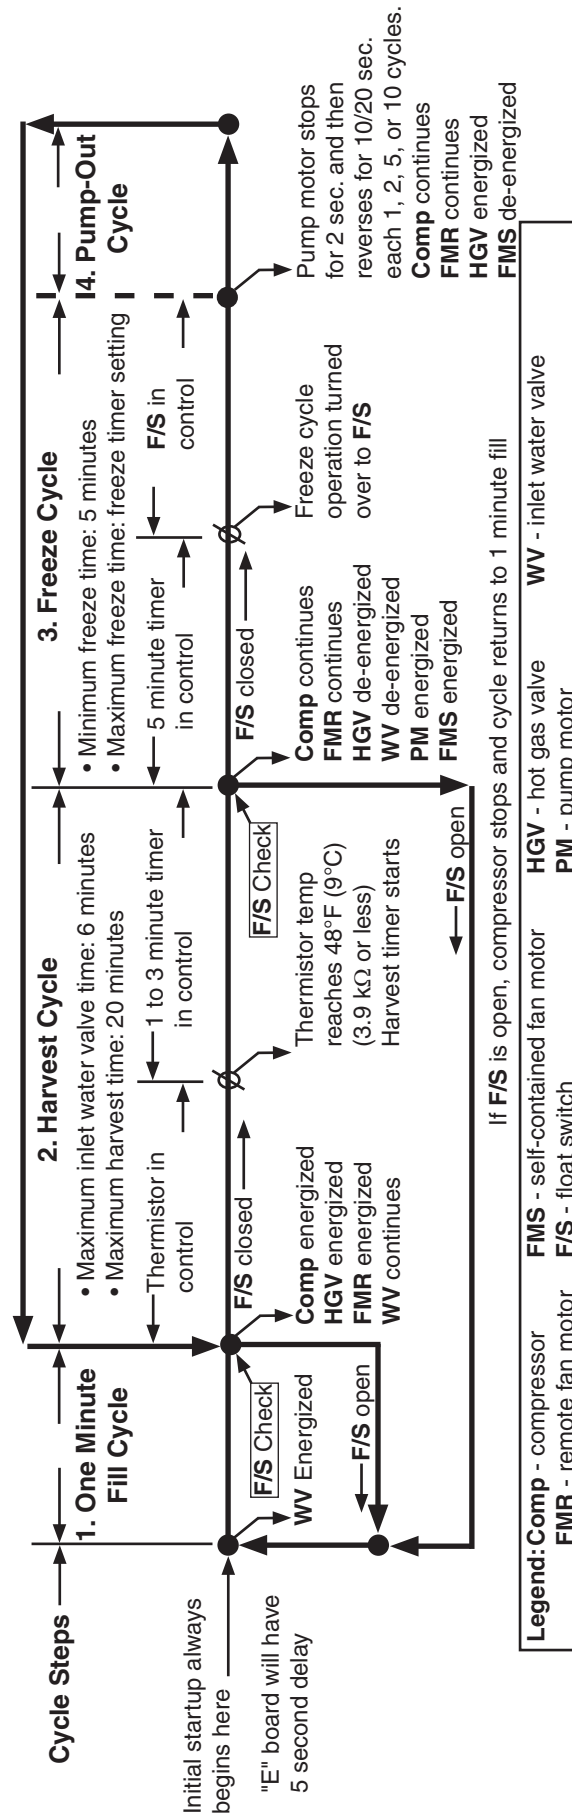 Cycle Steps
1. One Minute
Fill Cycle
2. Harvest Cycle
• Maximum inlet water valve time: 6 minutes
• Maximum harvest time: 20 minutes
3. Freeze Cycle
• Minimum freeze time: 5 minutes
• Maximum freeze time: freeze timer setting
4. Pump-Out
Cycle
Thermistor in
control
1 to 3 minute timer
in control
5 minute timer
in control
F/S in
control
Initial startup always
begins here
"E" board will have
5 second delay
F/S Check
WV Energized
F/S open
F/S closed
Comp energized
HGV energized
FMR energized
WV continues
Thermistor temp
reaches 48°F (9°C)
(3.9 kΩ or less)
Harvest timer starts
F/S Check
F/S open
F/S closed
Comp continues
FMR continues
HGV de-energized
WV de-energized
PM energized
FMS energized
Freeze cycle
operation turned
over to F/S
Pump motor stops
for 2 sec. and then
reverses for 10/20 sec.
each 1, 2, 5, or 10 cycles.
Comp continues
FMR continues
HGV energized
FMS de-energized
If F/S is open, compressor stops and cycle returns to 1 minute fill
Legend: Comp - compressor FMS - self-contained fan motor HGV - hot gas valve WV - inlet water valve
FMR - remote fan motor F/S - float switch PM - pump motor